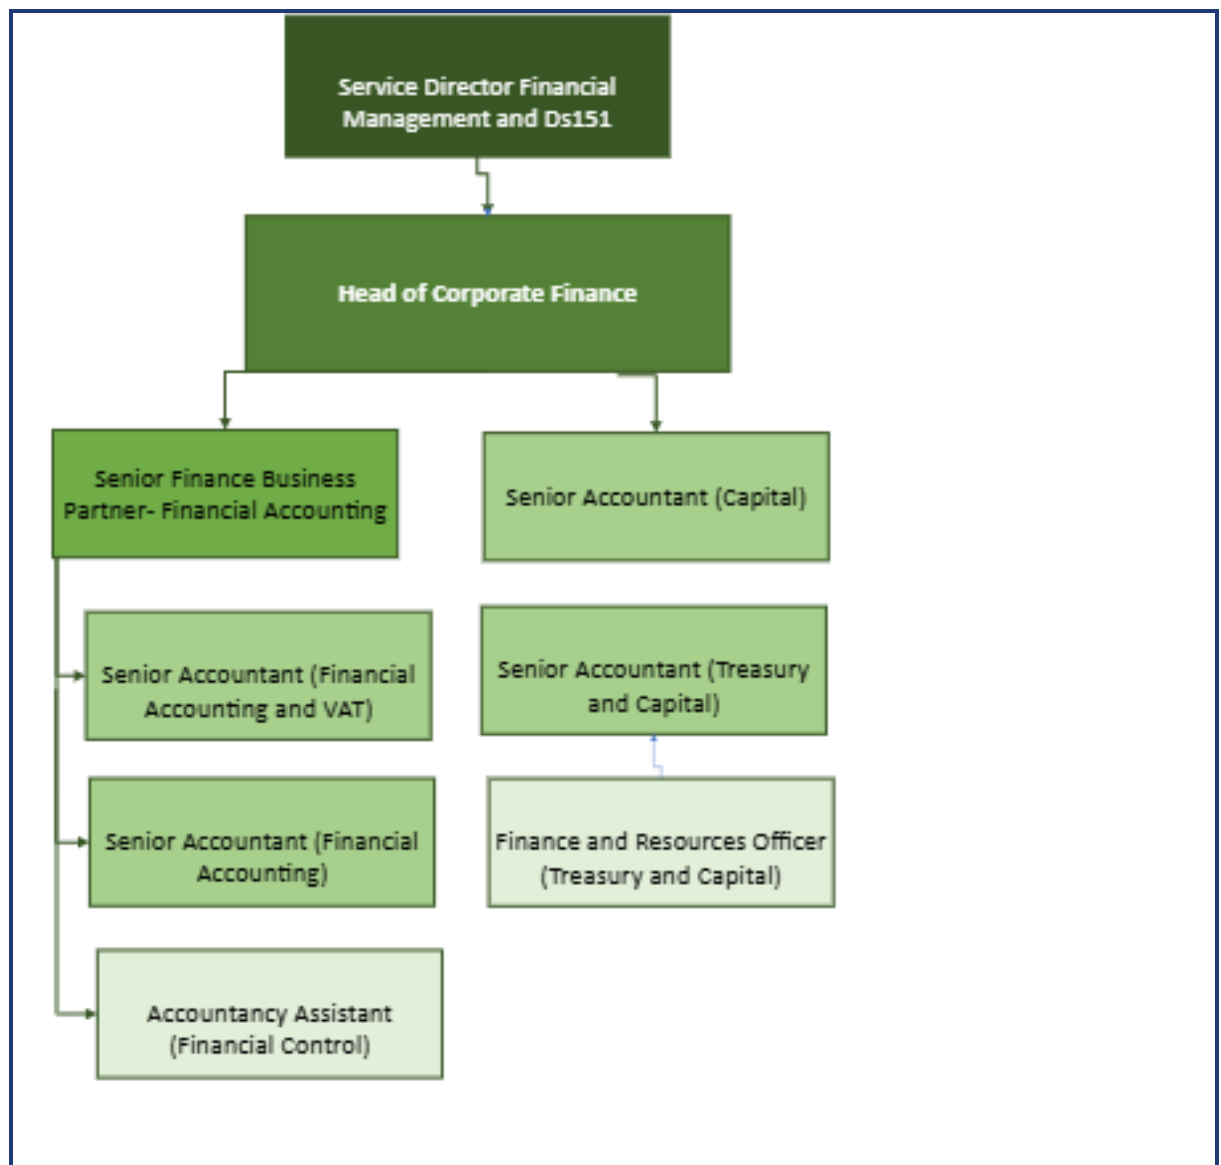 Service Director Financial
Management and Ds151
Head of Corporate Finance
Senior Finance Business
Partner- Financial Accounting
Senior Accountant (Capital)
Senior Accountant (Financial
Accounting and VAT)
Senior Accountant (Treasury
and Capital)
Senior Accountant (Financial
Accounting)
Finance and Resources Officer
(Treasury and Capital)
Accountancy Assistant
(Financial Control)